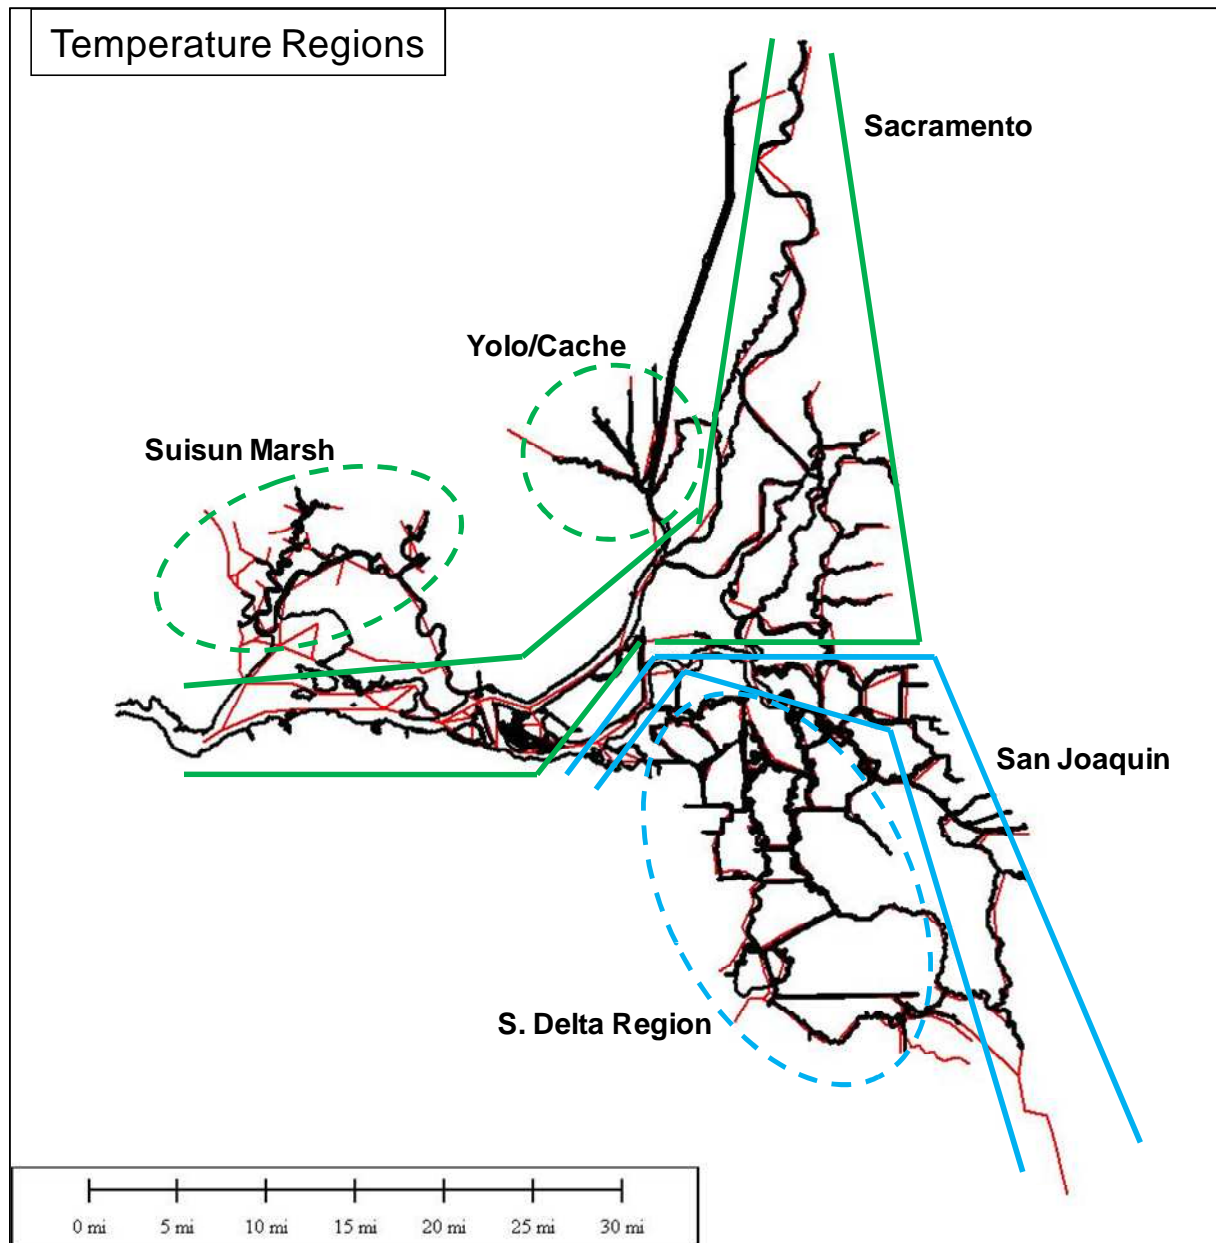 Temperature Regions
Sacramento
Yolo/Cache
Suisun Marsh
San Joaquin
S. Delta Region
0 mi 5 mi 10 mi 15 mi 20 mi 25 mi 30 mi